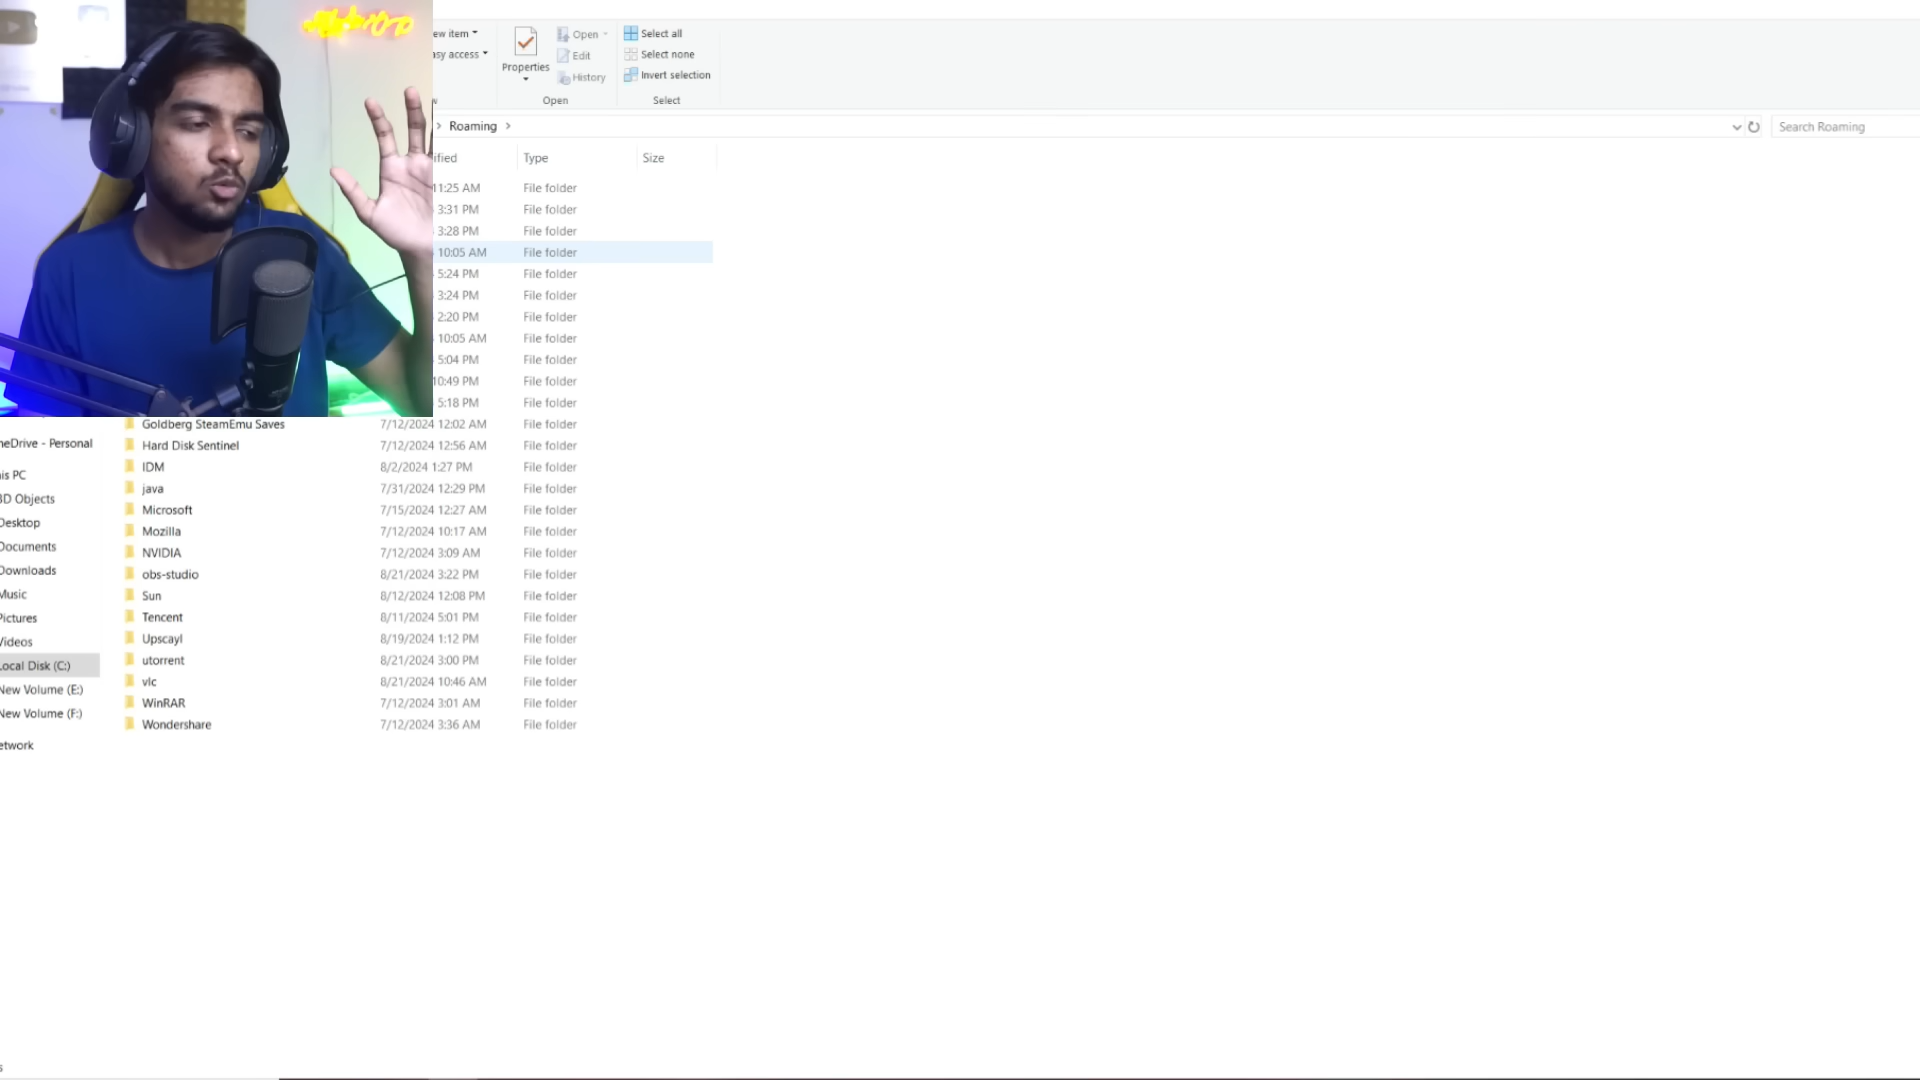 ew item
asy access
Properties
Open
Edit
History
Open
Select all
Select none
Invert selection
Select
Roaming
Search Roaming
ified Type Size
11:25 AM File folder
3:31 PM File folder
3:28 PM File folder
10:05 AM File folder
5:24 PM File folder
3:24 PM File folder
2:20 PM File folder
10:05 AM File folder
5:04 PM File folder
10:49 PM File folder
5:18 PM File folder
Goldberg SteamEmu Saves 7/12/2024 12:02 AM File folder
Hard Disk Sentinel 7/12/2024 12:56 AM File folder
IDM 8/2/2024 1:27 PM File folder
java 7/31/2024 12:29 PM File folder
Microsoft 7/15/2024 12:27 AM File folder
Mozilla 7/12/2024 10:17 AM File folder
NVIDIA 7/12/2024 3:09 AM File folder
obs-studio 8/21/2024 3:22 PM File folder
Sun 8/12/2024 12:08 PM File folder
Tencent 8/11/2024 5:01 PM File folder
Upscayl 8/19/2024 1:12 PM File folder
utorrent 8/21/2024 3:00 PM File folder
vlc 8/21/2024 10:46 AM File folder
WinRAR 7/12/2024 3:01 AM File folder
Wondershare 7/12/2024 3:36 AM File folder
neDrive - Personal
is PC
3D Objects
Desktop
Documents
Downloads
Music
Pictures
Videos
Local Disk (C:)
New Volume (E:)
New Volume (F:)
etwork